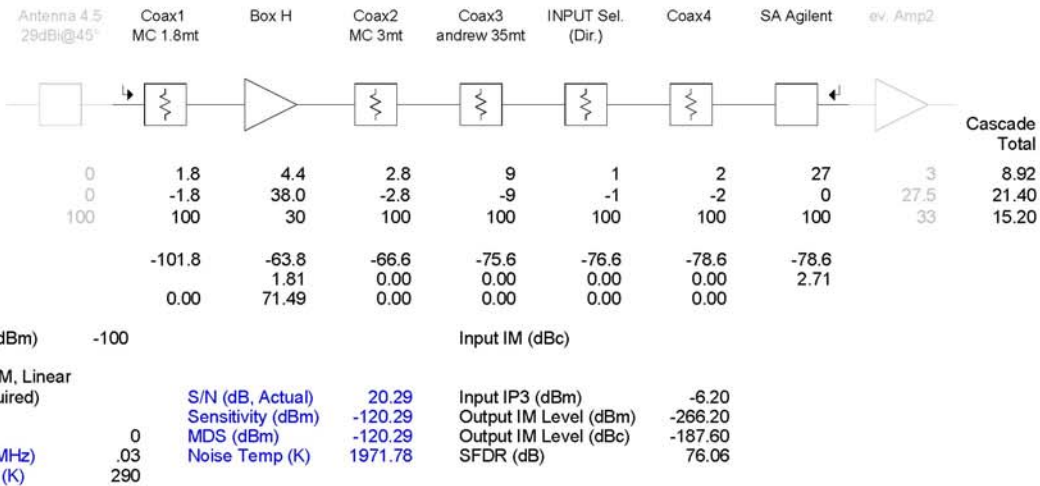 Antenna 4.5 Coax1 Box H Coax2 Coax3 INPUT Sel. Coax4 SA Agilent ev. Amp2
29dBi@45° MC 1.8mt MC 3mt andrew 35mt (Dir.)
Cascade
Total
0 1.8 4.4 2.8 9 1 2 27 3 8.92
0 -1.8 38.0 -2.8 -9 -1 -2 0 27.5 21.40
100 100 30 100 100 100 100 100 33 15.20
-101.8 -63.8 -66.6 -75.6 -76.6 -78.6 -78.6
1.81 0.00 0.00 0.00 0.00 2.71
0.00 71.49 0.00 0.00 0.00 0.00
dBm) -100 Input IM (dBc)
M, Linear
uired) S/N (dB, Actual) 20.29 Input IP3 (dBm) -6.20
Sensitivity (dBm) -120.29 Output IM Level (dBm) -266.20
0 MDS (dBm) -120.29 Output IM Level (dBc) -187.60
MHz) .03 Noise Temp (K) 1971.78 SFDR (dB) 76.06
(K) 290